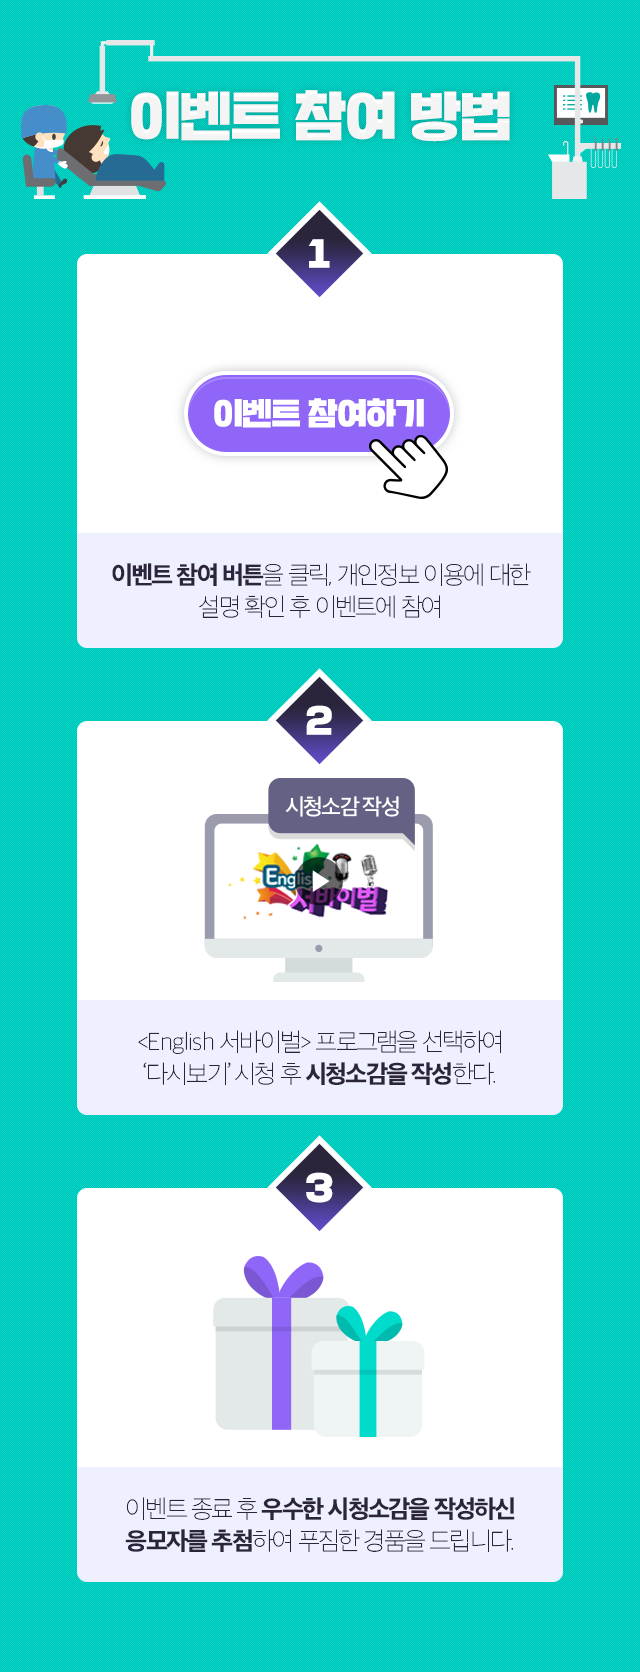 이벤트 참여 방법
1
이벤트 참여하기
이벤트 참여 버튼을 클릭, 개인정보 이용에 대한
설명 확인 후 이벤트에 참여
2
시청소감 작성
English
서바이벌
<English 서바이벌> 프로그램을 선택하여
‘다시보기’ 시청 후 시청소감을 작성한다.
3
이벤트 종료 후 우수한 시청소감을 작성하신
응모자를 추첨하여 푸짐한 경품을 드립니다.